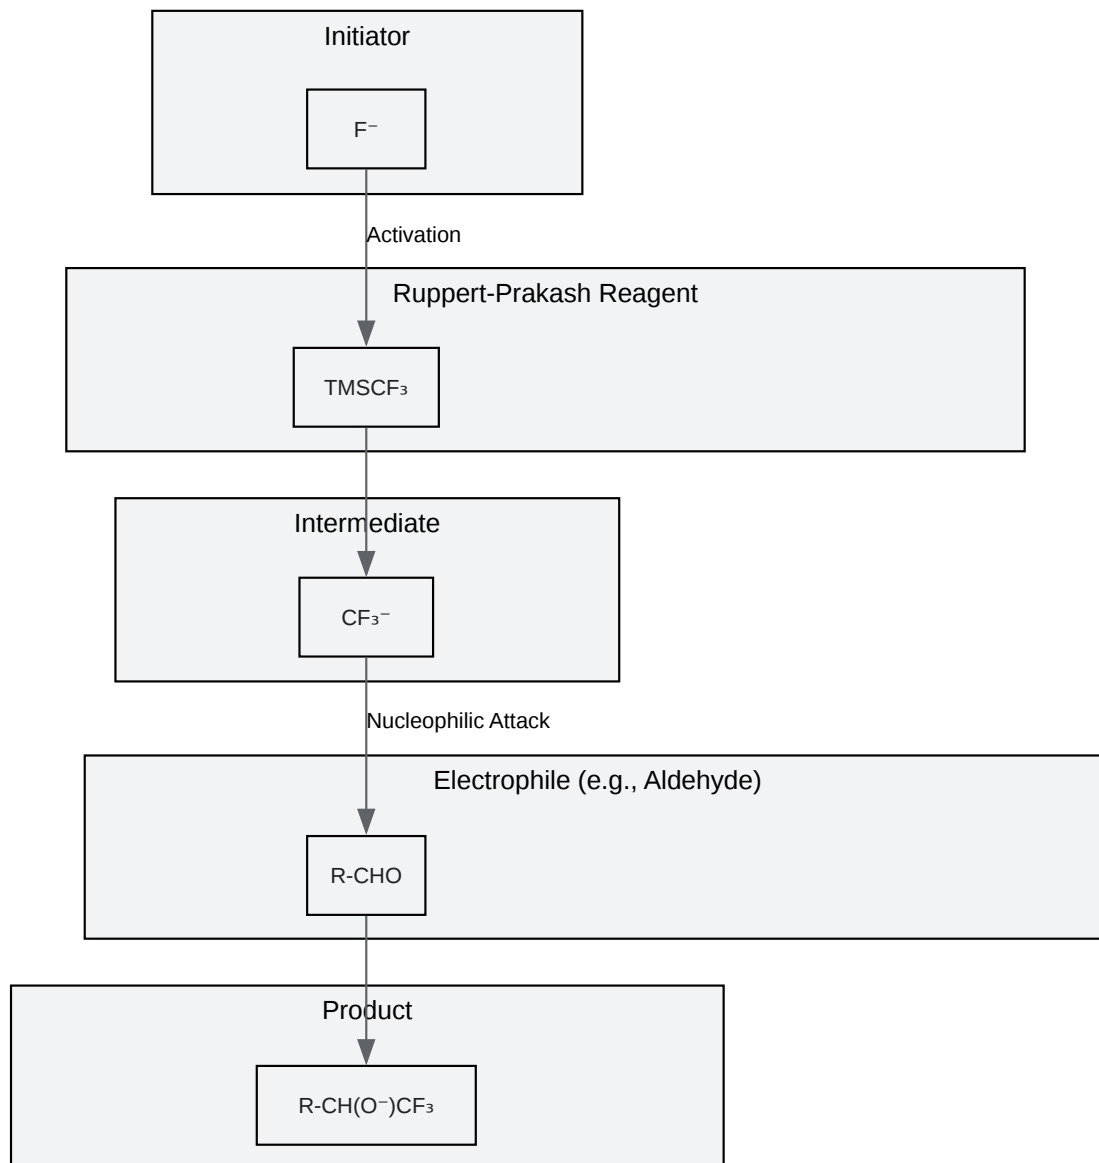 Initiator
F⁻
Activation
Ruppert-Prakash Reagent
TMSCF₃
Intermediate
CF₃⁻
Nucleophilic Attack
Electrophile (e.g., Aldehyde)
R-CHO
Product
R-CH(O⁻)CF₃